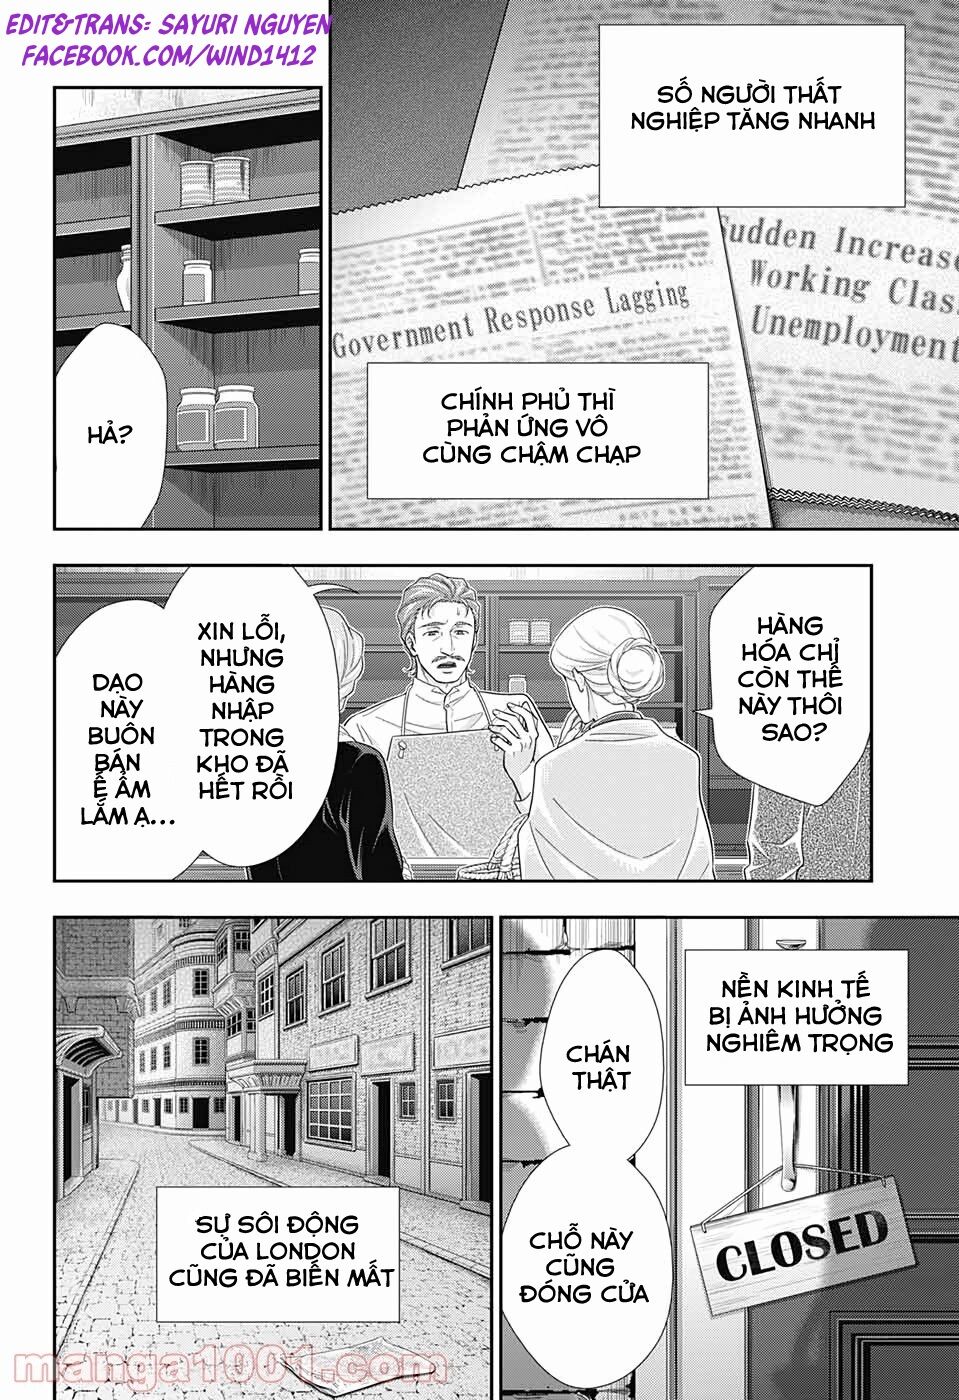 EDIT&TRANS: SAYURI NGUYEN
FACEBOOK.COM/WIND1412
SỐ NGƯỜI THẤT
NGHIỆP TĂNG NHANH
Sudden Increase
Working Class
Unemployment
Government Response Lagging
CHÍNH PHỦ THÌ
PHẢN ỨNG VÔ
CÙNG CHẬM CHẠP
HẢ?
HÀNG
HÓA CHỈ
CÒN THẾ
NÀY THÔI
SAO?
XIN LỖI,
NHƯNG
HÀNG
NHẬP
TRONG
KHO ĐÃ
HẾT RỒI
DẠO
NÀY
BUÔN
BÁN
Ế ẨM
LẮM Ạ...
NỀN KINH TẾ
BỊ ẢNH HƯỞNG
NGHIÊM TRỌNG
CHÁN
THẬT
CHỖ NÀY
CŨNG
ĐÓNG CỬA
CLOSED
SỰ SÔI ĐỘNG
CỦA LONDON
CŨNG ĐÃ BIẾN MẤT
manga1001.com